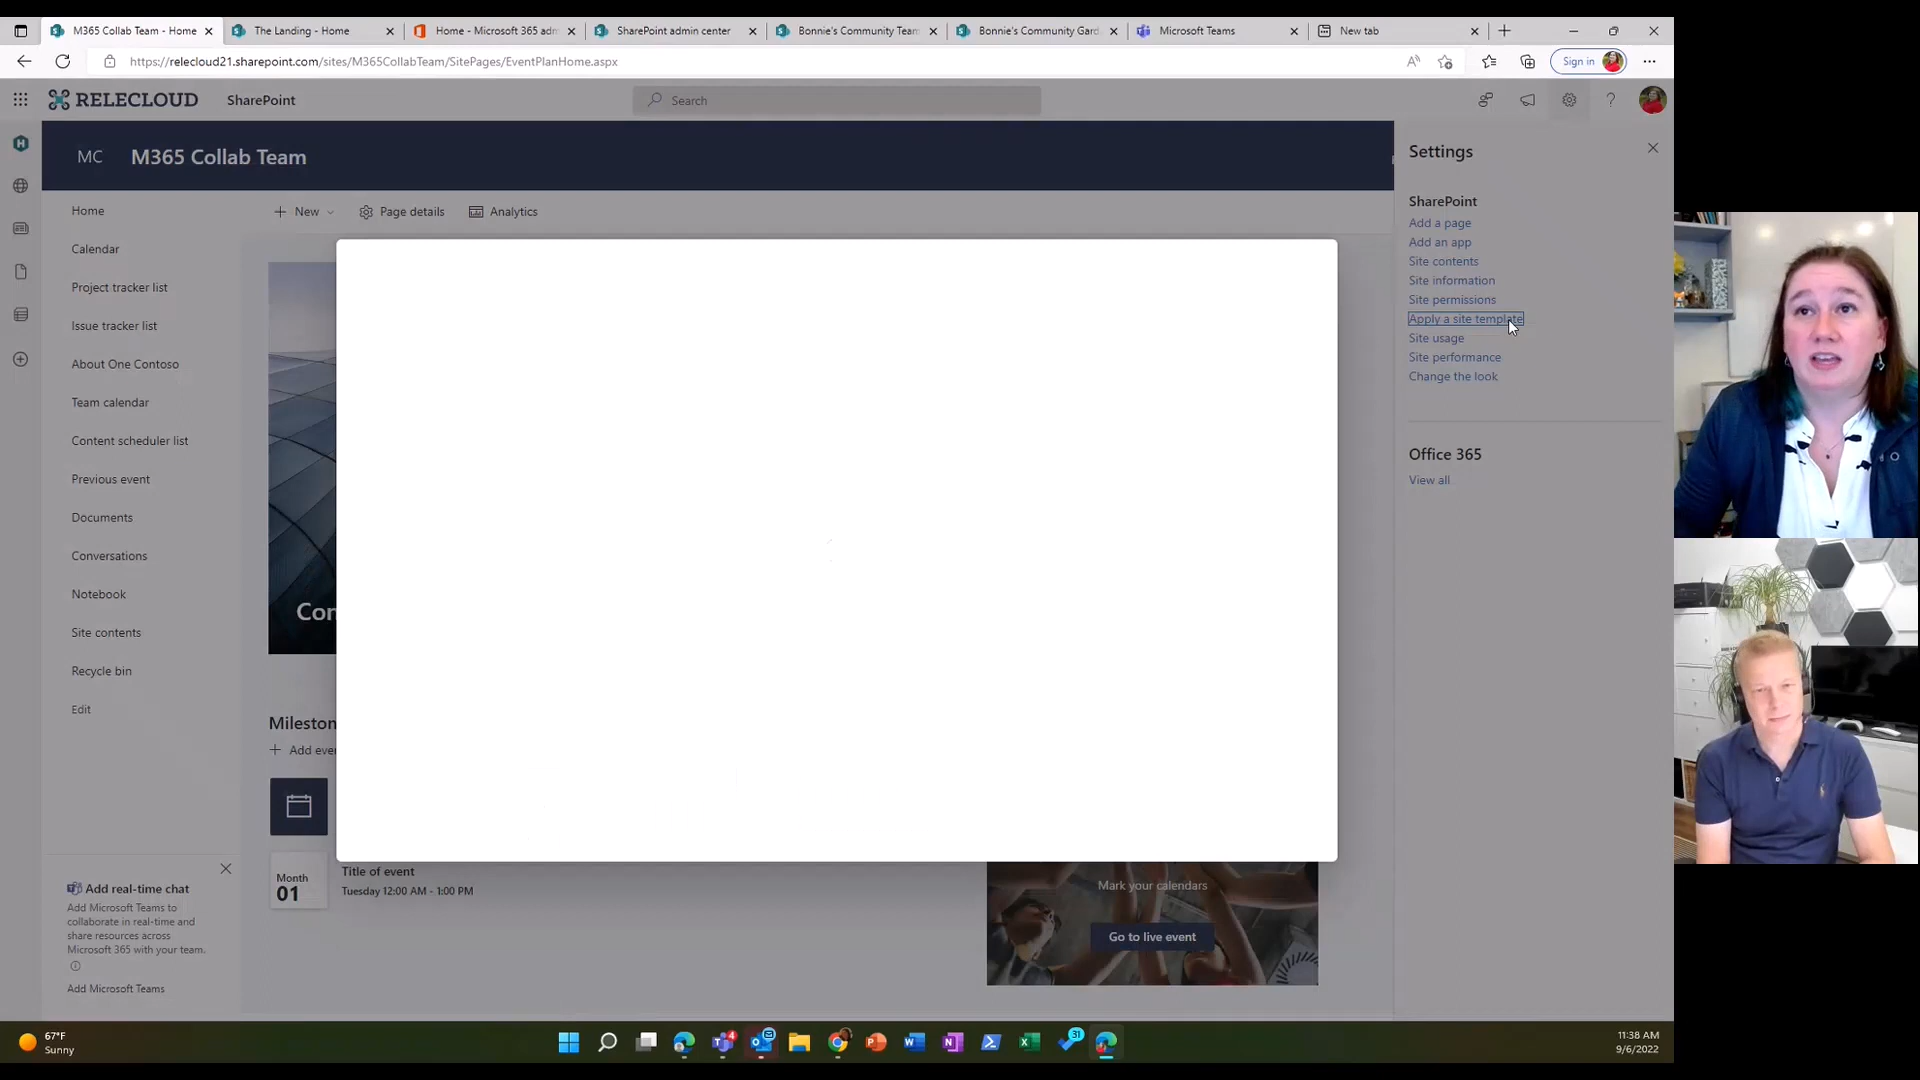 M365 Collab Team - Home
The Landing - Home
Home - Microsoft 365 adm
SharePoint admin center
Bonnie's Community Team
Bonnie's Community Gard
Microsoft Teams
New tab
https://relecloud21.sharepoint.com/sites/M365CollabTeam/SitePages/EventPlanHome.aspx
Sign in
RELECLOUD
SharePoint
Search
MC
M365 Collab Team
Home
Calendar
Project tracker list
Issue tracker list
About One Contoso
Team calendar
Content scheduler list
Previous event
Documents
Conversations
Notebook
Site contents
Recycle bin
Edit
Add real-time chat
Add Microsoft Teams to
collaborate in real-time and
share resources across
Microsoft 365 with your team.
Add Microsoft Teams
New
Page details
Analytics
Con
Mileston
Add ever
Month
01
Title of event
Tuesday 12:00 AM - 1:00 PM
Mark your calendars
Go to live event
Settings
SharePoint
Add a page
Add an app
Site contents
Site information
Site permissions
Apply a site template
Site usage
Site performance
Change the look
Office 365
View all
67°F
Sunny
4
31
11:38 AM
9/6/2022